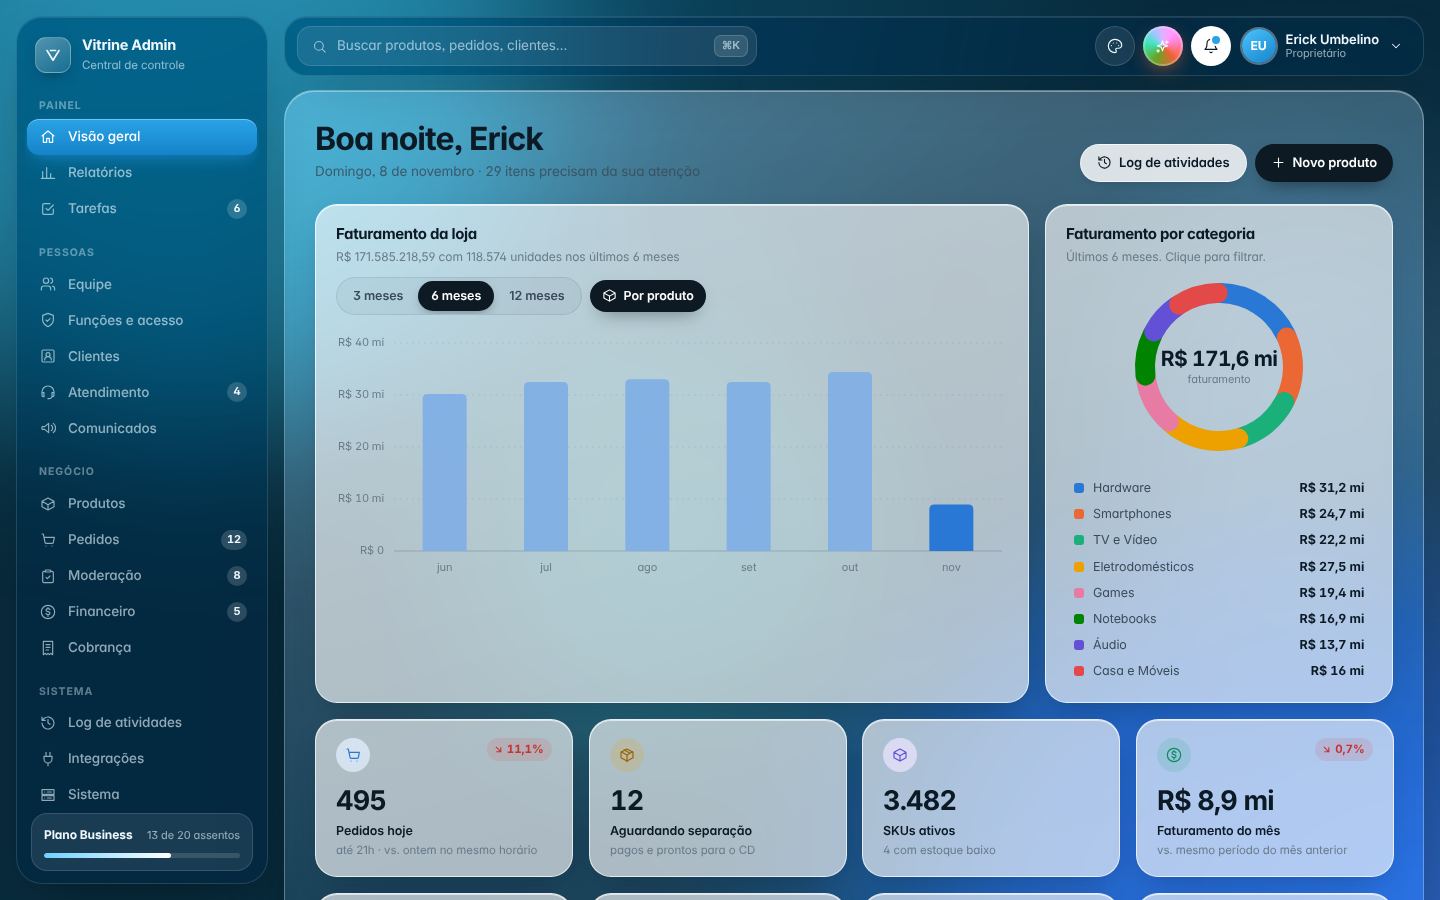 Vitrine Admin
Central de controle
PAINEL
Visão geral
Relatórios
Tarefas 6
PESSOAS
Equipe
Funções e acesso
Clientes
Atendimento 4
Comunicados
NEGÓCIO
Produtos
Pedidos 12
Moderação 8
Financeiro 5
Cobrança
SISTEMA
Log de atividades
Integrações
Sistema
Plano Business 13 de 20 assentos
Buscar produtos, pedidos, clientes... ⌘K
EU
Erick Umbelino
Proprietário
Boa noite, Erick
Domingo, 8 de novembro · 29 itens precisam da sua atenção
Log de atividades
Novo produto
Faturamento da loja
R$ 171.585.218,59 com 118.574 unidades nos últimos 6 meses
3 meses 6 meses 12 meses Por produto
R$ 40 mi
R$ 30 mi
R$ 20 mi
R$ 10 mi
R$ 0
jun jul ago set out nov
Faturamento por categoria
Últimos 6 meses. Clique para filtrar.
R$ 171,6 mi
faturamento
Hardware R$ 31,2 mi
Smartphones R$ 24,7 mi
TV e Vídeo R$ 22,2 mi
Eletrodomésticos R$ 27,5 mi
Games R$ 19,4 mi
Notebooks R$ 16,9 mi
Áudio R$ 13,7 mi
Casa e Móveis R$ 16 mi
11,1%
495
Pedidos hoje
até 21h · vs. ontem no mesmo horário
12
Aguardando separação
pagos e prontos para o CD
3.482
SKUs ativos
4 com estoque baixo
0,7%
R$ 8,9 mi
Faturamento do mês
vs. mesmo período do mês anterior